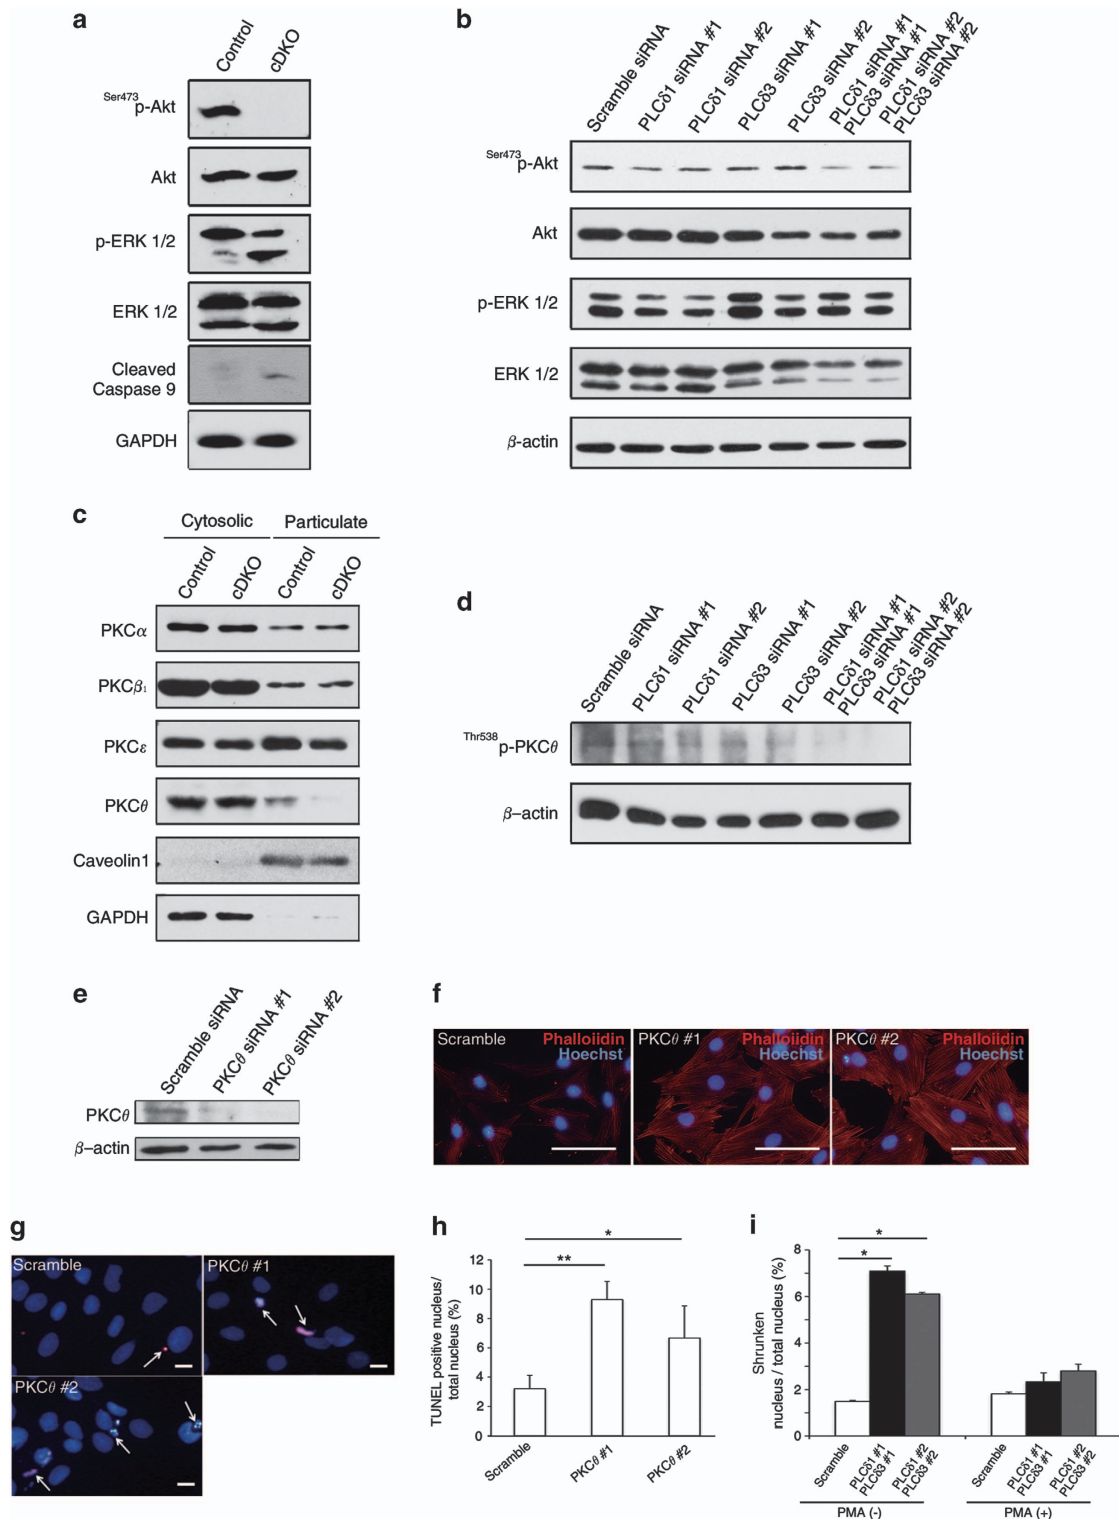 a
Control
cDKO
Ser473 p-Akt
Akt
p-ERK 1/2
ERK 1/2
Cleaved
Caspase 9
GAPDH
b
Scramble siRNA
PLCδ1 siRNA #1
PLCδ1 siRNA #2
PLCδ3 siRNA #1
PLCδ3 siRNA #2
PLCδ1 siRNA #1
PLCδ3 siRNA #1
PLCδ1 siRNA #2
PLCδ3 siRNA #2
Ser473 p-Akt
Akt
p-ERK 1/2
ERK 1/2
β-actin
c
Cytosolic
Particulate
Control
cDKO
Control
cDKO
PKCα
PKCβ1
PKCε
PKCθ
Caveolin1
GAPDH
d
Scramble siRNA
PLCδ1 siRNA #1
PLCδ1 siRNA #2
PLCδ3 siRNA #1
PLCδ3 siRNA #2
PLCδ1 siRNA #1
PLCδ3 siRNA #1
PLCδ1 siRNA #2
PLCδ3 siRNA #2
Thr538 p-PKCθ
β–actin
e
Scramble siRNA
PKCθ siRNA #1
PKCθ siRNA #2
PKCθ
β–actin
f
Scramble
Phalloiidin
Hoechst
PKCθ #1
Phalloiidin
Hoechst
PKCθ #2
Phalloiidin
Hoechst
g
Scramble
PKCθ #1
PKCθ #2
h
TUNEL positive nucleus/
total nucleus (%)
12
10
8
6
4
2
0
*
**
Scramble
PKCθ #1
PKCθ #2
i
Shrunken
nucleus / total nucleus (%)
8
6
4
2
0
*
*
Scramble
PLCδ1 #1
PLCδ3 #1
PLCδ1 #2
PLCδ3 #2
Scramble
PLCδ1 #1
PLCδ3 #1
PLCδ1 #2
PLCδ3 #2
PMA (-)
PMA (+)